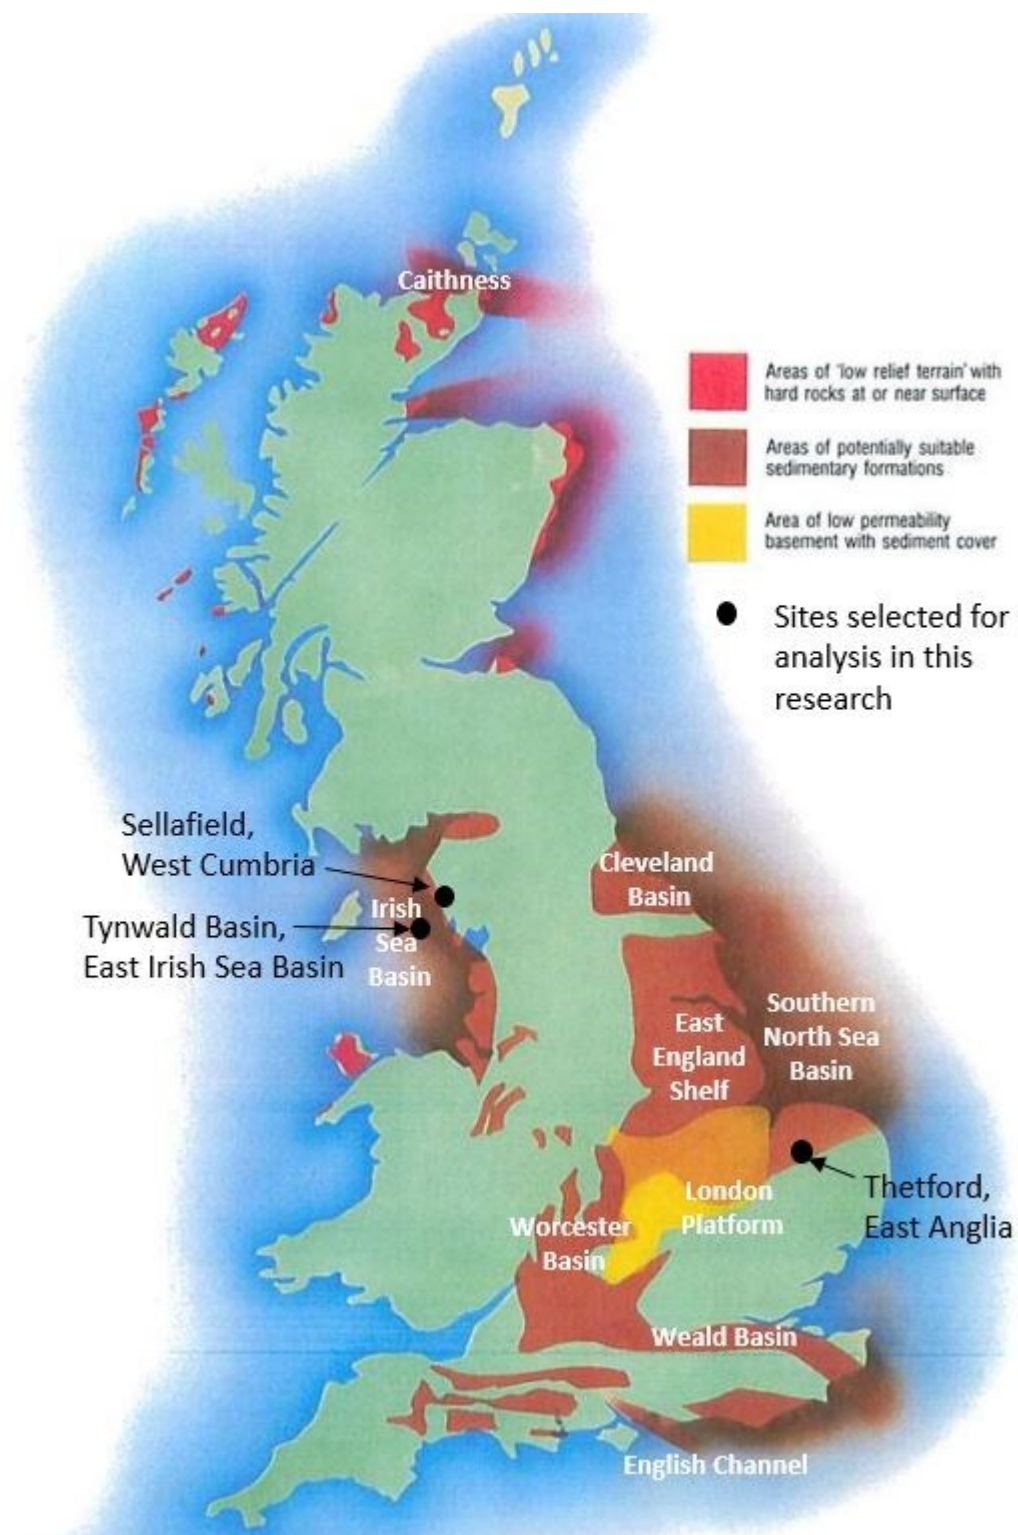 Caithness
Areas of 'low relief terrain' with
hard rocks at or near surface
Areas of potentially suitable
sedimentary formations
Area of low permeability
basement with sediment cover
Sites selected for
analysis in this
research
Sellafield,
West Cumbria
Tynwald Basin,
East Irish Sea Basin
Irish
Sea
Basin
Cleveland
Basin
East
England
Shelf
Southern
North Sea
Basin
London
Platform
Thetford,
East Anglia
Worcester
Basin
Weald Basin
English Channel